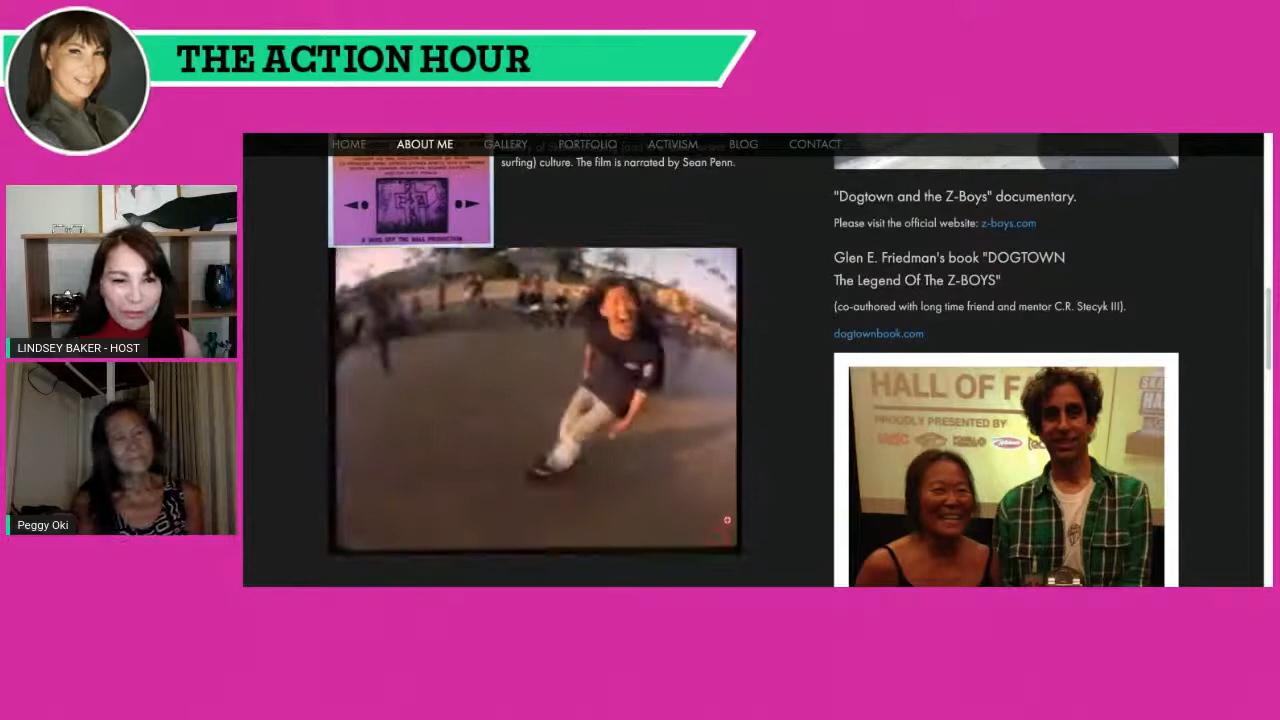 THE ACTION HOUR
HOME ABOUT ME GALLERY PORTFOLIO ACTIVISM BLOG CONTACT
surfing) culture. The film is narrated by Sean Penn.
"Dogtown and the Z-Boys" documentary.
Please visit the official website: z-boys.com
Glen E. Friedman's book "DOGTOWN
The Legend Of The Z-BOYS"
(co-authored with long time friend and mentor C.R. Stecyk III).
dogtownbook.com
HALL OF F
PROUDLY PRESENTED BY
LINDSEY BAKER - HOST
Peggy Oki